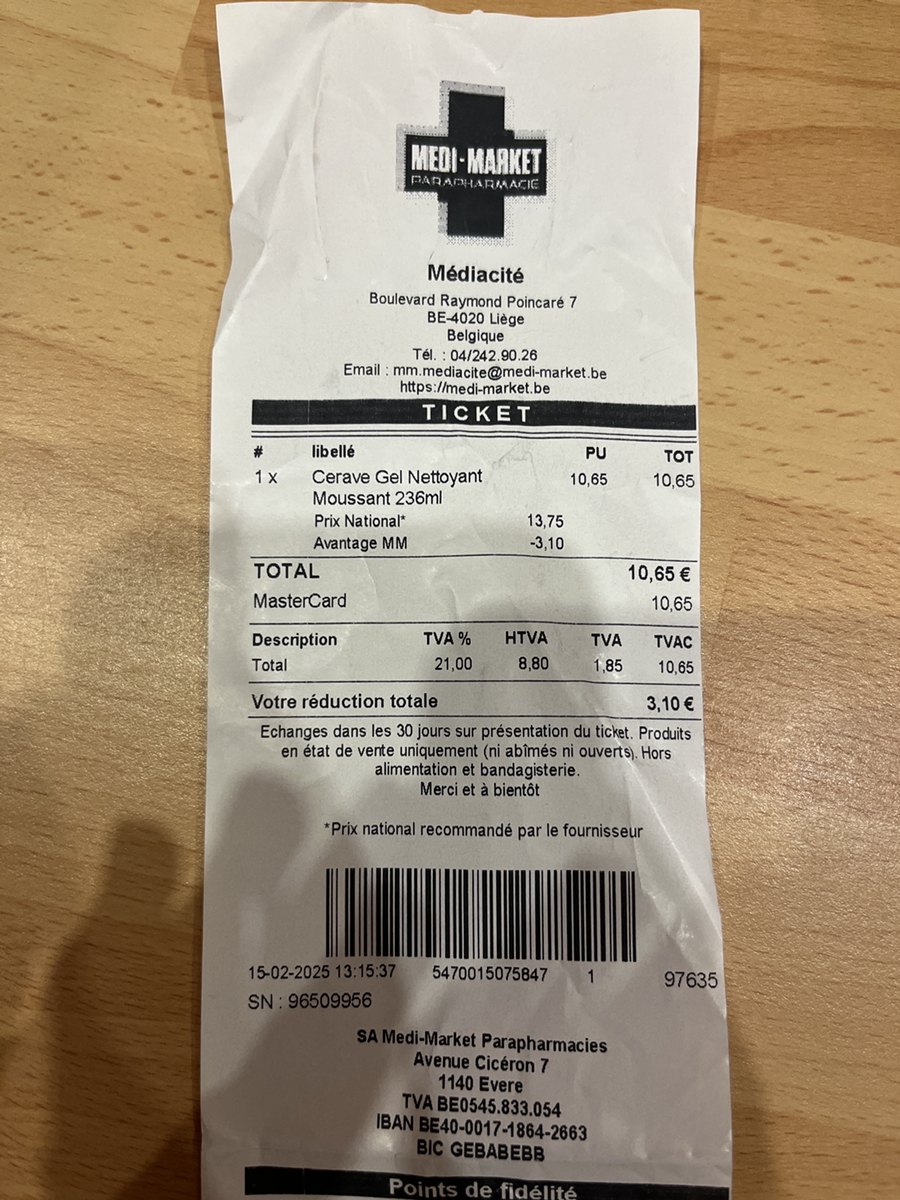 MEDI-MARKET
PARAPHARMACIE
Médiacité
Boulevard Raymond Poincaré 7
BE-4020 Liège
Belgique
Tél. : 04/242.90.26
Email : mm.mediacite@medi-market.be
https://medi-market.be
TICKET
# libellé PU TOT
1 x Cerave Gel Nettoyant 10,65 10,65
Moussant 236ml
Prix National* 13,75
Avantage MM -3,10
TOTAL 10,65 €
MasterCard 10,65
Description TVA % HTVA TVA TVAC
Total 21,00 8,80 1,85 10,65
Votre réduction totale 3,10 €
Echanges dans les 30 jours sur présentation du ticket. Produits
en état de vente uniquement (ni abîmés ni ouverts). Hors
alimentation et bandagisterie.
Merci et à bientôt
*Prix national recommandé par le fournisseur
15-02-2025 13:15:37 5470015075847 1 97635
SN : 96509956
SA Medi-Market Parapharmacies
Avenue Cicéron 7
1140 Evere
TVA BE0545.833.054
IBAN BE40-0017-1864-2663
BIC GEBABEBB
Points de fidélité